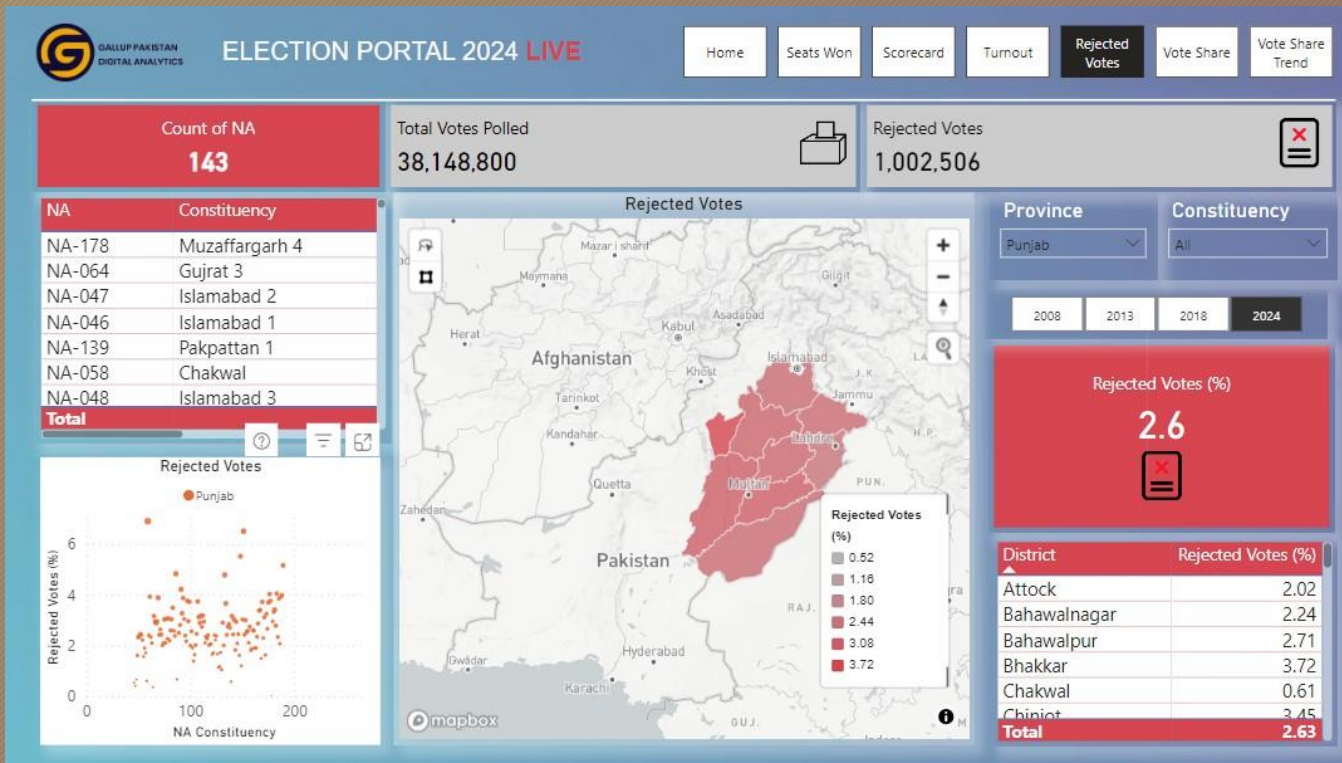 GALLUP PAKISTAN
DIGITAL ANALYTICS
ELECTION PORTAL 2024 LIVE
Home
Seats Won
Scorecard
Turnout
Rejected
Votes
Vote Share
Vote Share
Trend
Count of NA
143
Total Votes Polled
38,148,800
Rejected Votes
1,002,506
NA Constituency
NA-178 Muzaffargarh 4
NA-064 Gujrat 3
NA-047 Islamabad 2
NA-046 Islamabad 1
NA-139 Pakpattan 1
NA-058 Chakwal
NA-048 Islamabad 3
Total
Rejected Votes
Punjab
Rejected Votes (%)
6
4
2
0
0 100 200
NA Constituency
Rejected Votes
Mazar i sharif
Maymana
Gilgit
Asadabad
Kabul
Herat
Afghanistan
Islamabad
LA
Khost
J.K.
Tarinkot
Jammu
Kandahar
Lahore
H.P.
Quetta
Multan
PUN.
Zahedan
Pakistan
RAJ.
Hyderabad
Gwadar
Karachi
GUJ.
mapbox
Rejected Votes
(%)
0.52
1.16
1.80
2.44
3.08
3.72
Province
Punjab
Constituency
All
2008
2013
2018
2024
Rejected Votes (%)
2.6
District Rejected Votes (%)
Attock 2.02
Bahawalnagar 2.24
Bahawalpur 2.71
Bhakkar 3.72
Chakwal 0.61
Chiniot 3.45
Total 2.63